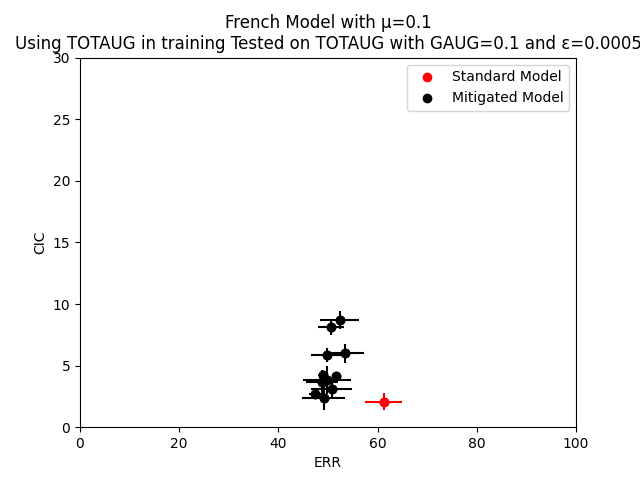 French Model with μ=0.1
Using TOTAUG in training Tested on TOTAUG with GAUG=0.1 and ε=0.0005
30
25
20
15
10
5
0
CIC
Standard Model
Mitigated Model
0 20 40 60 80 100
ERR